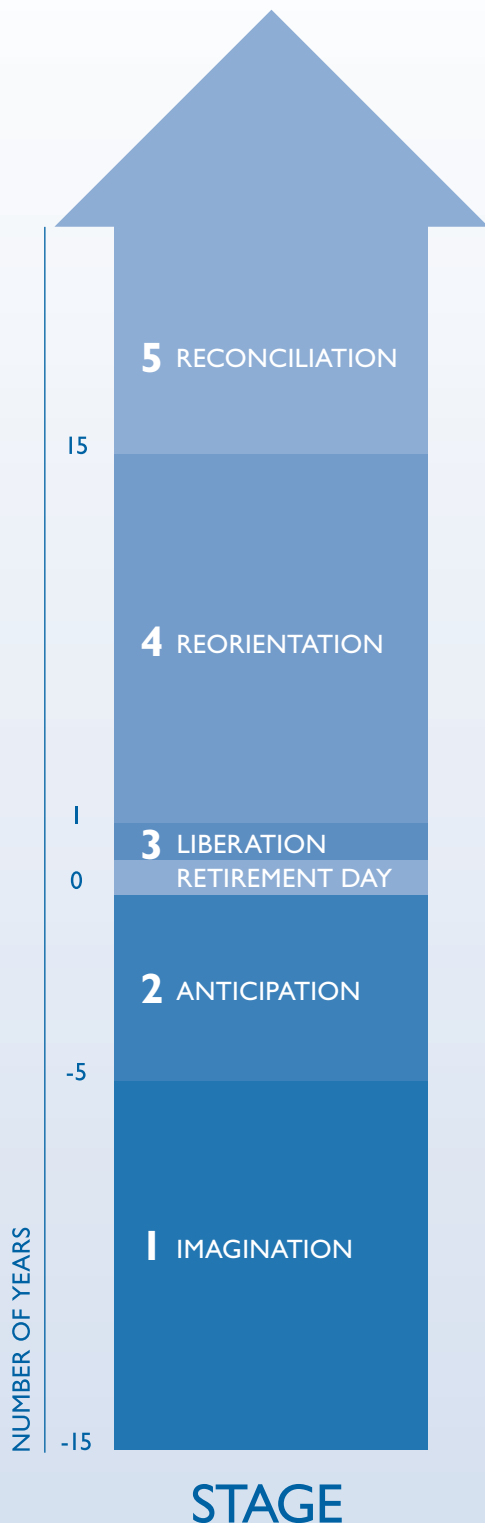 5 RECONCILIATION
15
4 REORIENTATION
1
3 LIBERATION
RETIREMENT DAY
0
2 ANTICIPATION
-5
1 IMAGINATION
NUMBER OF YEARS
-15
STAGE